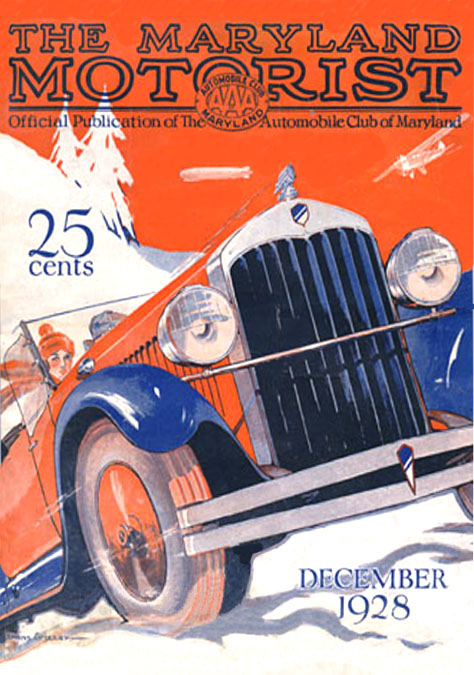 THE MARYLAND
MOTORIST
AUTOMOBILE CLUB
AAA
MARYLAND
Official Publication of The Automobile Club of Maryland
25
cents
DECEMBER
1928